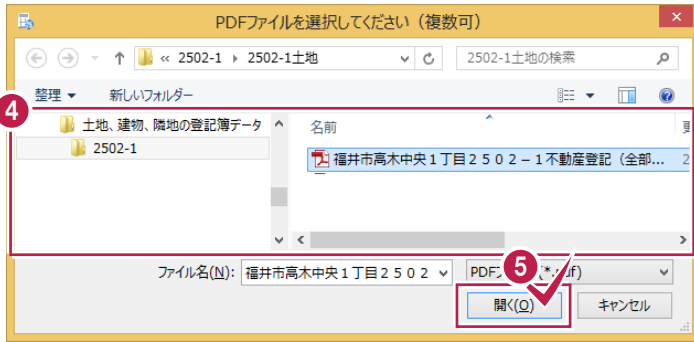 PDFファイルを選択してください（複数可）
« 2502-1 ▸ 2502-1土地
2502-1土地の検索
整理 ▼ 新しいフォルダー
4
土地、建物、隣地の登記簿データ
2502-1
名前
福井市高木中央１丁目２５０２－１不動産登記（全部... 2
5
ファイル名(N): 福井市高木中央１丁目２５０２
開く(O)
キャンセル